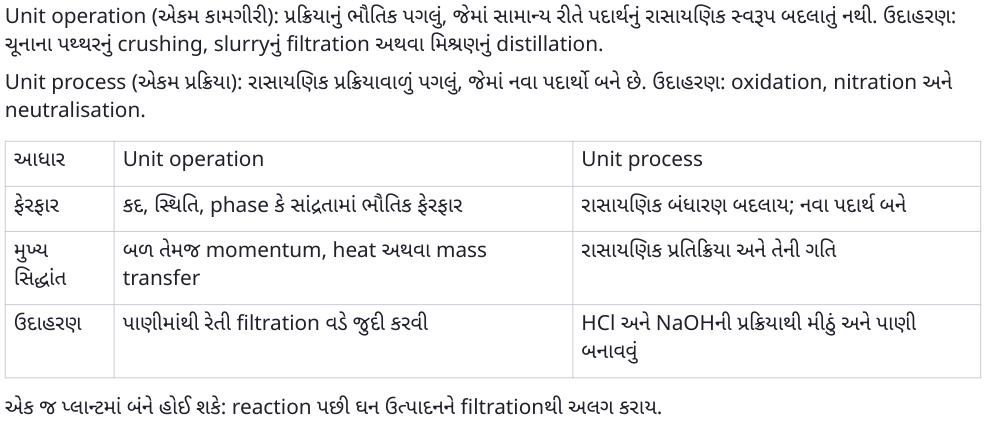 Unit operation (એકમ કામગીરી): પ્રક્રિયાનું ભૌતિક પગલું, જેમાં સામાન્ય રીતે પદાર્થનું રાસાયણિક સ્વરૂપ બદલાતું નથી. ઉદાહરણ:
ચૂનાના પથ્થરનું crushing, slurryનું filtration અથવા મિશ્રણનું distillation.
Unit process (એકમ પ્રક્રિયા): રાસાયણિક પ્રક્રિયાવાળું પગલું, જેમાં નવા પદાર્થો બને છે. ઉદાહરણ: oxidation, nitration અને
neutralisation.
આધાર Unit operation Unit process
ફેરફાર કદ, સ્થિતિ, phase કે સાંદ્રતામાં ભૌતિક ફેરફાર રાસાયણિક બંધારણ બદલાય; નવા પદાર્થ બને
મુખ્ય બળ તેમજ momentum, heat અથવા mass રાસાયણિક પ્રતિક્રિયા અને તેની ગતિ
સિદ્ધાંત transfer
ઉદાહરણ પાણીમાંથી રેતી filtration વડે જુદી કરવી HCl અને NaOHની પ્રક્રિયાથી મીઠું અને પાણી
બનાવવું
એક જ પ્લાન્ટમાં બંને હોઈ શકે: reaction પછી ઘન ઉત્પાદનને filtrationથી અલગ કરાય.